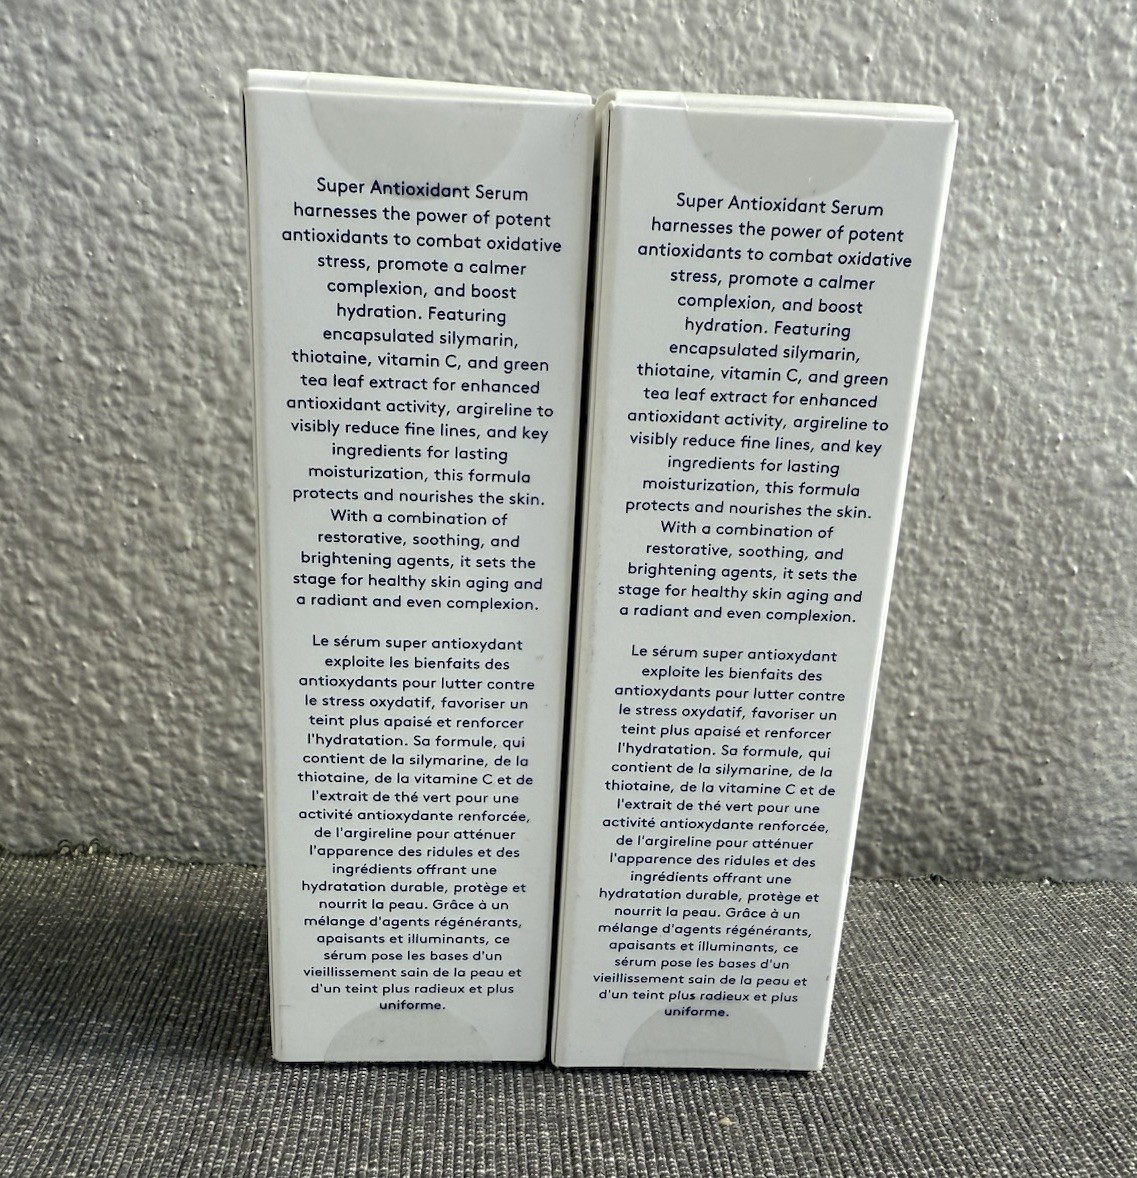 Super Antioxidant Serum
harnesses the power of potent
antioxidants to combat oxidative
stress, promote a calmer
complexion, and boost
hydration. Featuring
encapsulated silymarin,
thiotaine, vitamin C, and green
tea leaf extract for enhanced
antioxidant activity, argireline to
visibly reduce fine lines, and key
ingredients for lasting
moisturization, this formula
protects and nourishes the skin.
With a combination of
restorative, soothing, and
brightening agents, it sets the
stage for healthy skin aging and
a radiant and even complexion.
Le sérum super antioxydant
exploite les bienfaits des
antioxydants pour lutter contre
le stress oxydatif, favoriser un
teint plus apaisé et renforcer
l'hydratation. Sa formule, qui
contient de la silymarine, de la
thiotaine, de la vitamine C et de
l'extrait de thé vert pour une
activité antioxydante renforcée,
de l'argireline pour atténuer
l'apparence des ridules et des
ingrédients offrant une
hydratation durable, protège et
nourrit la peau. Grâce à un
mélange d'agents régénérants,
apaisants et illuminants, ce
sérum pose les bases d'un
vieillissement sain de la peau et
d'un teint plus radieux et plus
uniforme.
Super Antioxidant Serum
harnesses the power of potent
antioxidants to combat oxidative
stress, promote a calmer
complexion, and boost
hydration. Featuring
encapsulated silymarin,
thiotaine, vitamin C, and green
tea leaf extract for enhanced
antioxidant activity, argireline to
visibly reduce fine lines, and key
ingredients for lasting
moisturization, this formula
protects and nourishes the skin.
With a combination of
restorative, soothing, and
brightening agents, it sets the
stage for healthy skin aging and
a radiant and even complexion.
Le sérum super antioxydant
exploite les bienfaits des
antioxydants pour lutter contre
le stress oxydatif, favoriser un
teint plus apaisé et renforcer
l'hydratation. Sa formule, qui
contient de la silymarine, de la
thiotaine, de la vitamine C et de
l'extrait de thé vert pour une
activité antioxydante renforcée,
de l'argireline pour atténuer
l'apparence des ridules et des
ingrédients offrant une
hydratation durable, protège et
nourrit la peau. Grâce à un
mélange d'agents régénérants,
apaisants et illuminants, ce
sérum pose les bases d'un
vieillissement sain de la peau et
d'un teint plus radieux et plus
uniforme.